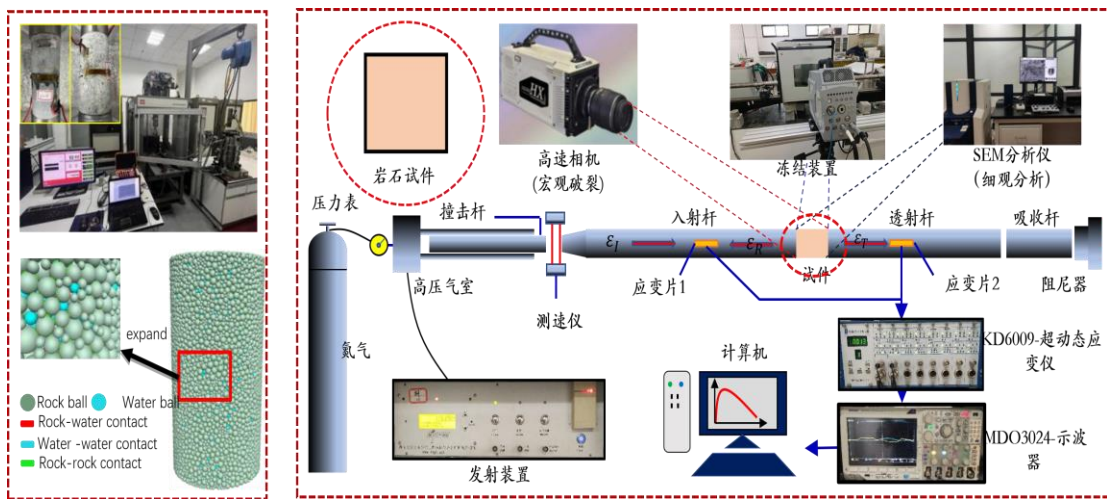 expand
Rock ball
Water ball
Rock-water contact
Water -water contact
Rock-rock contact
岩石试件
HX
高速相机
(宏观破裂)
冻结装置
SEM分析仪
(细观分析)
压力表
撞击杆
入射杆
透射杆
吸收杆
εI
εR
εT
试件
高压气室
应变片1
应变片2
阻尼器
测速仪
氮气
计算机
KD6009-超动态应
变仪
发射装置
MDO3024-示波
器